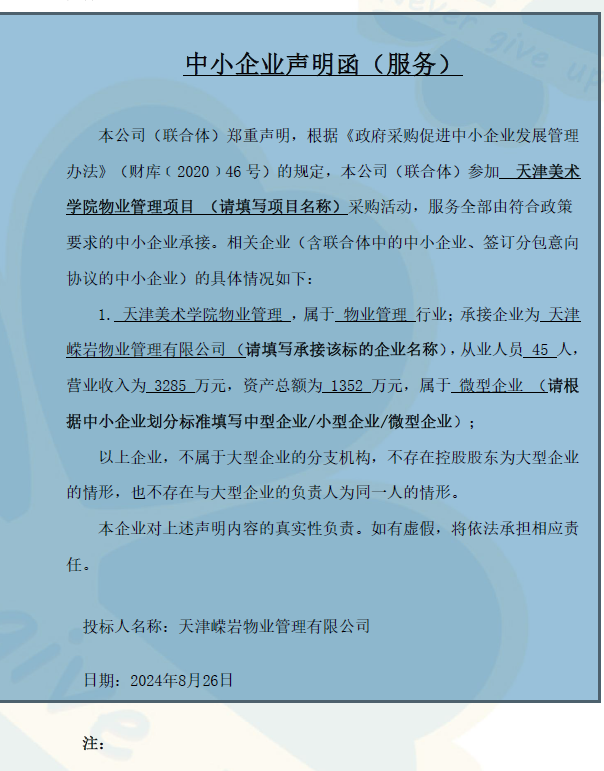 Never give up
中小企业声明函（服务）
本公司（联合体）郑重声明，根据《政府采购促进中小企业发展管理
办法》（财库﹝2020﹞46 号）的规定，本公司（联合体）参加 天津美术
学院物业管理项目 （请填写项目名称）采购活动，服务全部由符合政策
要求的中小企业承接。相关企业（含联合体中的中小企业、签订分包意向
协议的中小企业）的具体情况如下：
1. 天津美术学院物业管理 ，属于 物业管理 行业；承接企业为 天津
嵘岩物业管理有限公司 （请填写承接该标的企业名称），从业人员 45 人，
营业收入为 3285 万元，资产总额为 1352 万元，属于 微型企业 （请根
据中小企业划分标准填写中型企业/小型企业/微型企业）；
以上企业，不属于大型企业的分支机构，不存在控股股东为大型企业
的情形，也不存在与大型企业的负责人为同一人的情形。
本企业对上述声明内容的真实性负责。如有虚假，将依法承担相应责
任。
投标人名称：天津嵘岩物业管理有限公司
日期：2024年8月26日
注：